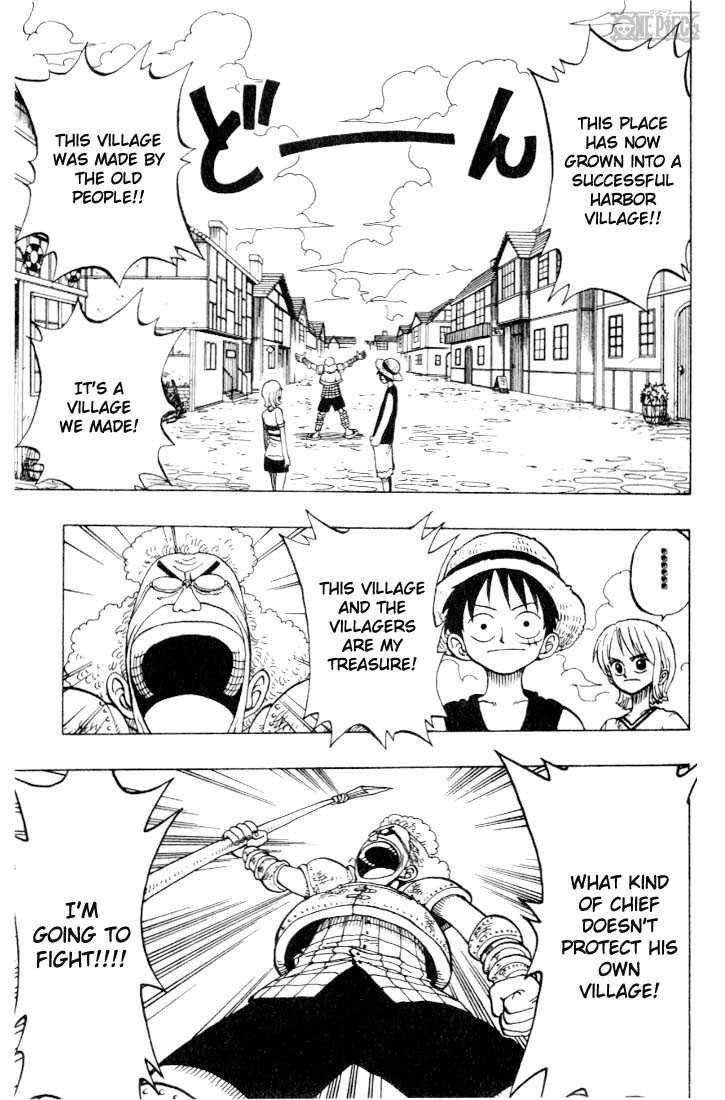 ONE PIECE
THIS PLACE
HAS NOW
GROWN INTO A
SUCCESSFUL
HARBOR
VILLAGE!!
どーん
THIS VILLAGE
WAS MADE BY
THE OLD
PEOPLE!!
IT'S A
VILLAGE
WE MADE!
......
THIS VILLAGE
AND THE
VILLAGERS
ARE MY
TREASURE!
WHAT KIND
OF CHIEF
DOESN'T
PROTECT HIS
OWN
VILLAGE!
I'M
GOING TO
FIGHT!!!!